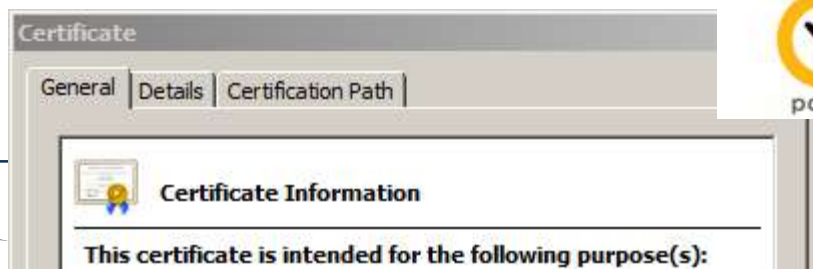 Certificate
General Details Certification Path
Certificate Information
This certificate is intended for the following purpose(s):